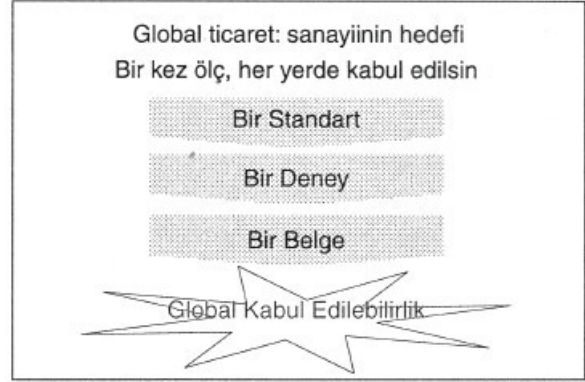 Global ticaret: sanayiinin hedefi
Bir kez ölç, her yerde kabul edilsin
Bir Standart
Bir Deney
Bir Belge
Global Kabul Edilebilirlik